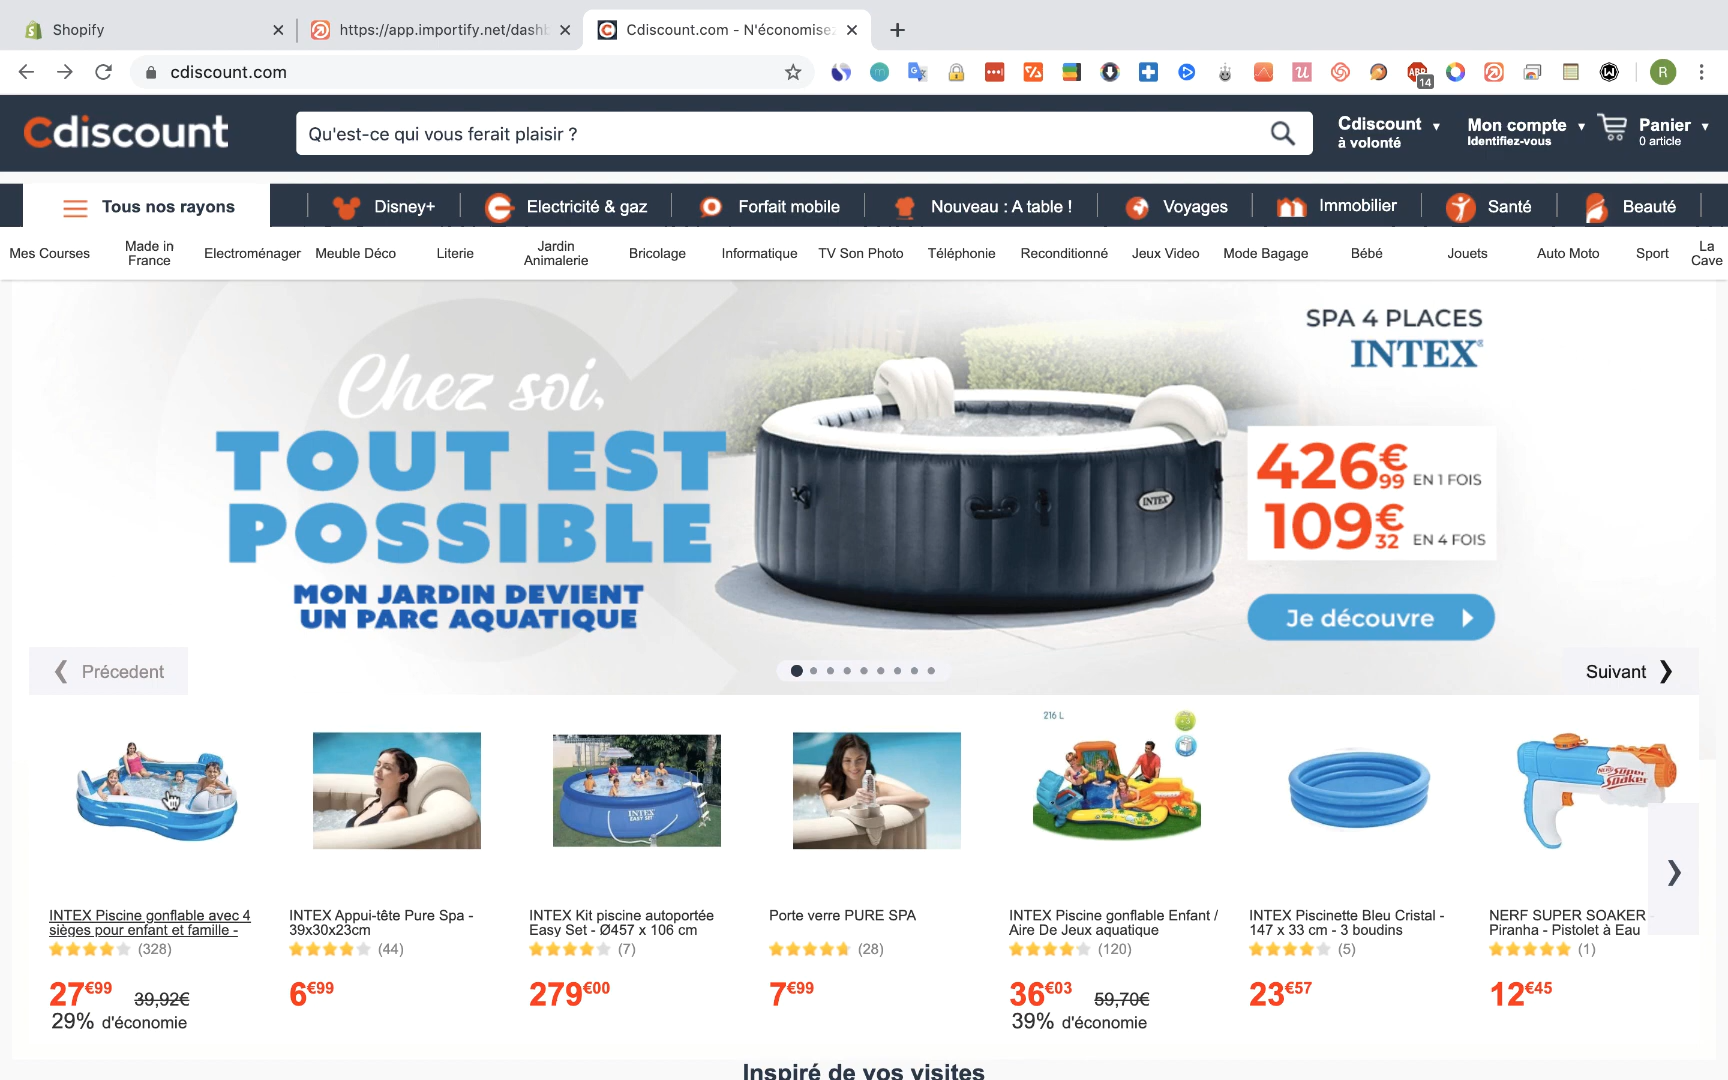 Shopify
https://app.importify.net/dashb
Cdiscount.com - N'économise
cdiscount.com
14
R
Cdiscount
Qu'est-ce qui vous ferait plaisir ?
Cdiscount
à volonté
Mon compte
Identifiez-vous
Panier
0 article
Tous nos rayons
Disney+
Electricité & gaz
Forfait mobile
Nouveau : A table !
Voyages
Immobilier
Santé
Beauté
Mes Courses
Made in
France
Electroménager
Meuble Déco
Literie
Jardin
Animalerie
Bricolage
Informatique
TV Son Photo
Téléphonie
Reconditionné
Jeux Video
Mode Bagage
Bébé
Jouets
Auto Moto
Sport
La
Cave
Chez soi,
TOUT EST
POSSIBLE
MON JARDIN DEVIENT
UN PARC AQUATIQUE
INTEX
SPA 4 PLACES
INTEX
426€99 EN 1 FOIS
109€32 EN 4 FOIS
Je découvre
Précedent
Suivant
INTEX
EASY SET
216 L
NERF Super
Soaker
INTEX Piscine gonflable avec 4
sièges pour enfant et famille -
(328)
27€99 39,92€
29% d'économie
INTEX Appui-tête Pure Spa -
39x30x23cm
(44)
6€99
INTEX Kit piscine autoportée
Easy Set - Ø457 x 106 cm
(7)
279€00
Porte verre PURE SPA
(28)
7€99
INTEX Piscine gonflable Enfant /
Aire De Jeux aquatique
(120)
36€03 59,70€
39% d'économie
INTEX Piscinette Bleu Cristal -
147 x 33 cm - 3 boudins
(5)
23€57
NERF SUPER SOAKER -
Piranha - Pistolet à Eau
(1)
12€45
Inspiré de vos visites